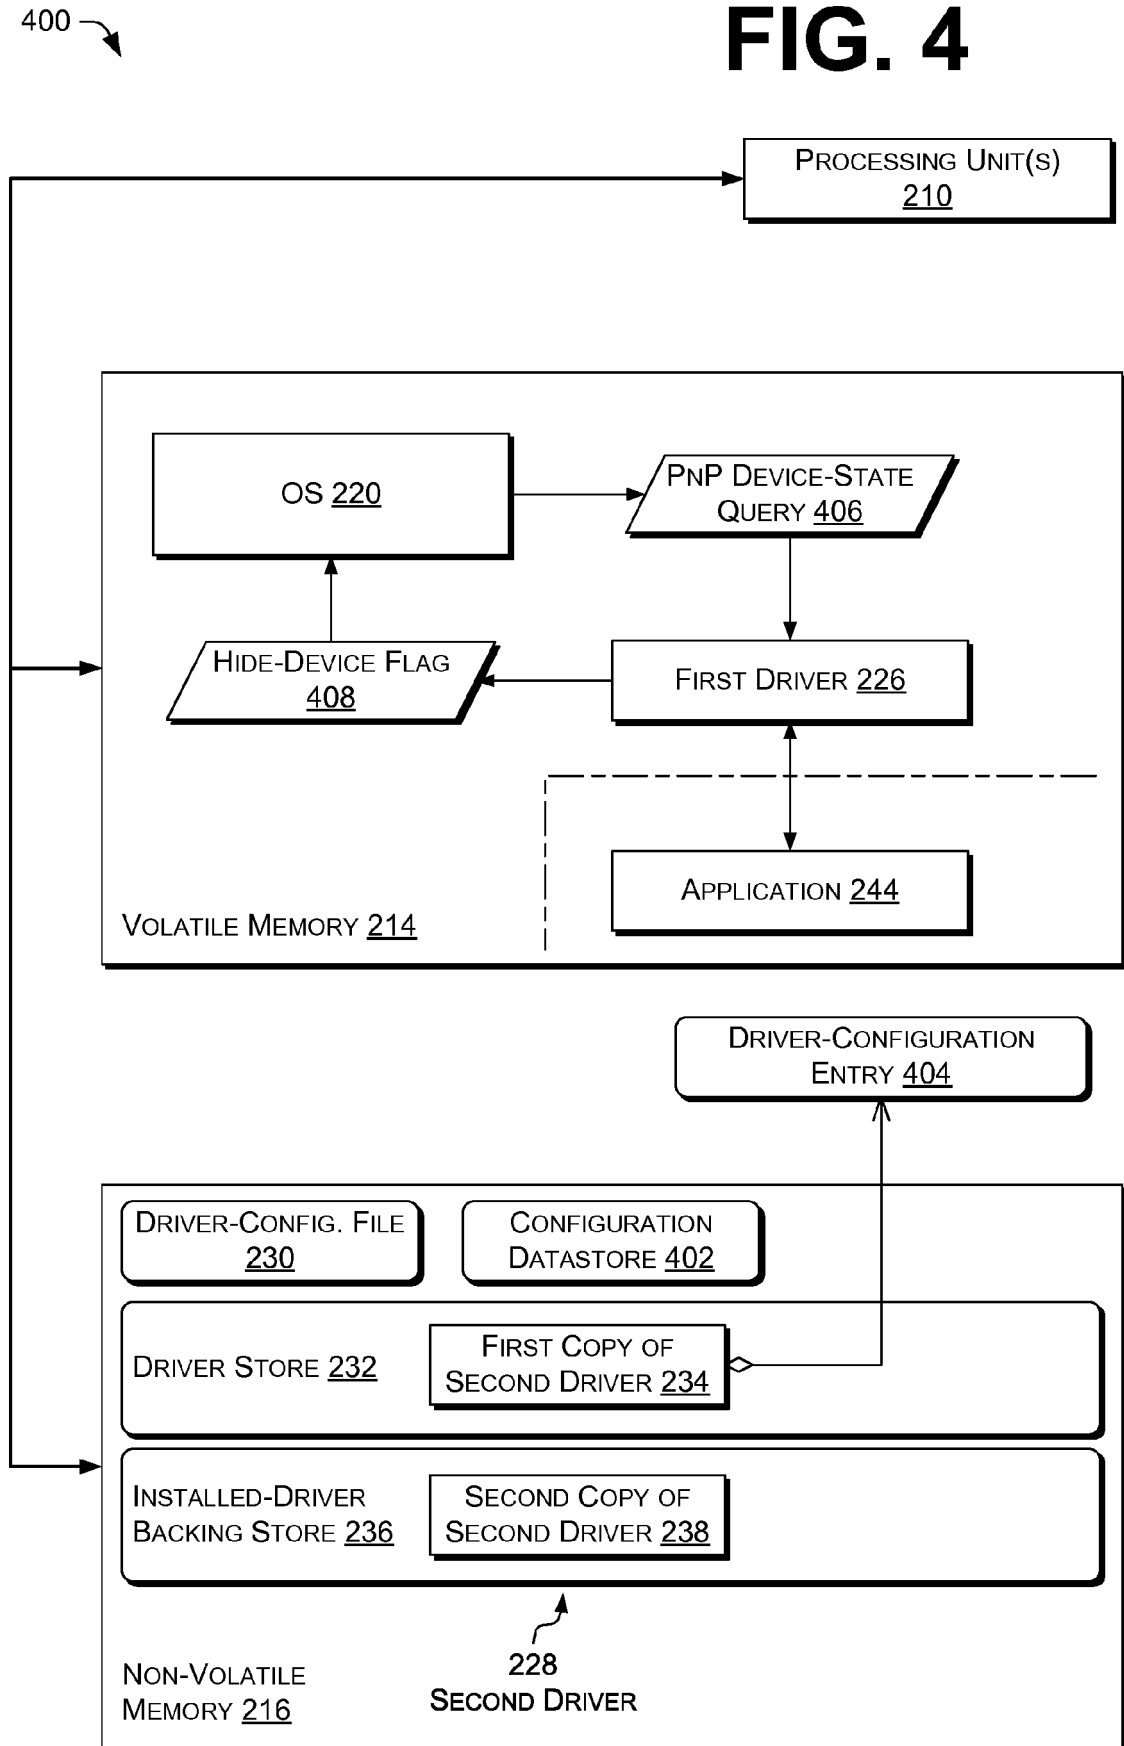 400
FIG. 4
PROCESSING UNIT(S)
210
OS 220
PNP DEVICE-STATE
QUERY 406
HIDE-DEVICE FLAG
408
FIRST DRIVER 226
APPLICATION 244
VOLATILE MEMORY 214
DRIVER-CONFIGURATION
ENTRY 404
DRIVER-CONFIG. FILE
230
CONFIGURATION
DATASTORE 402
DRIVER STORE 232
FIRST COPY OF
SECOND DRIVER 234
INSTALLED-DRIVER
BACKING STORE 236
SECOND COPY OF
SECOND DRIVER 238
228
SECOND DRIVER
NON-VOLATILE
MEMORY 216